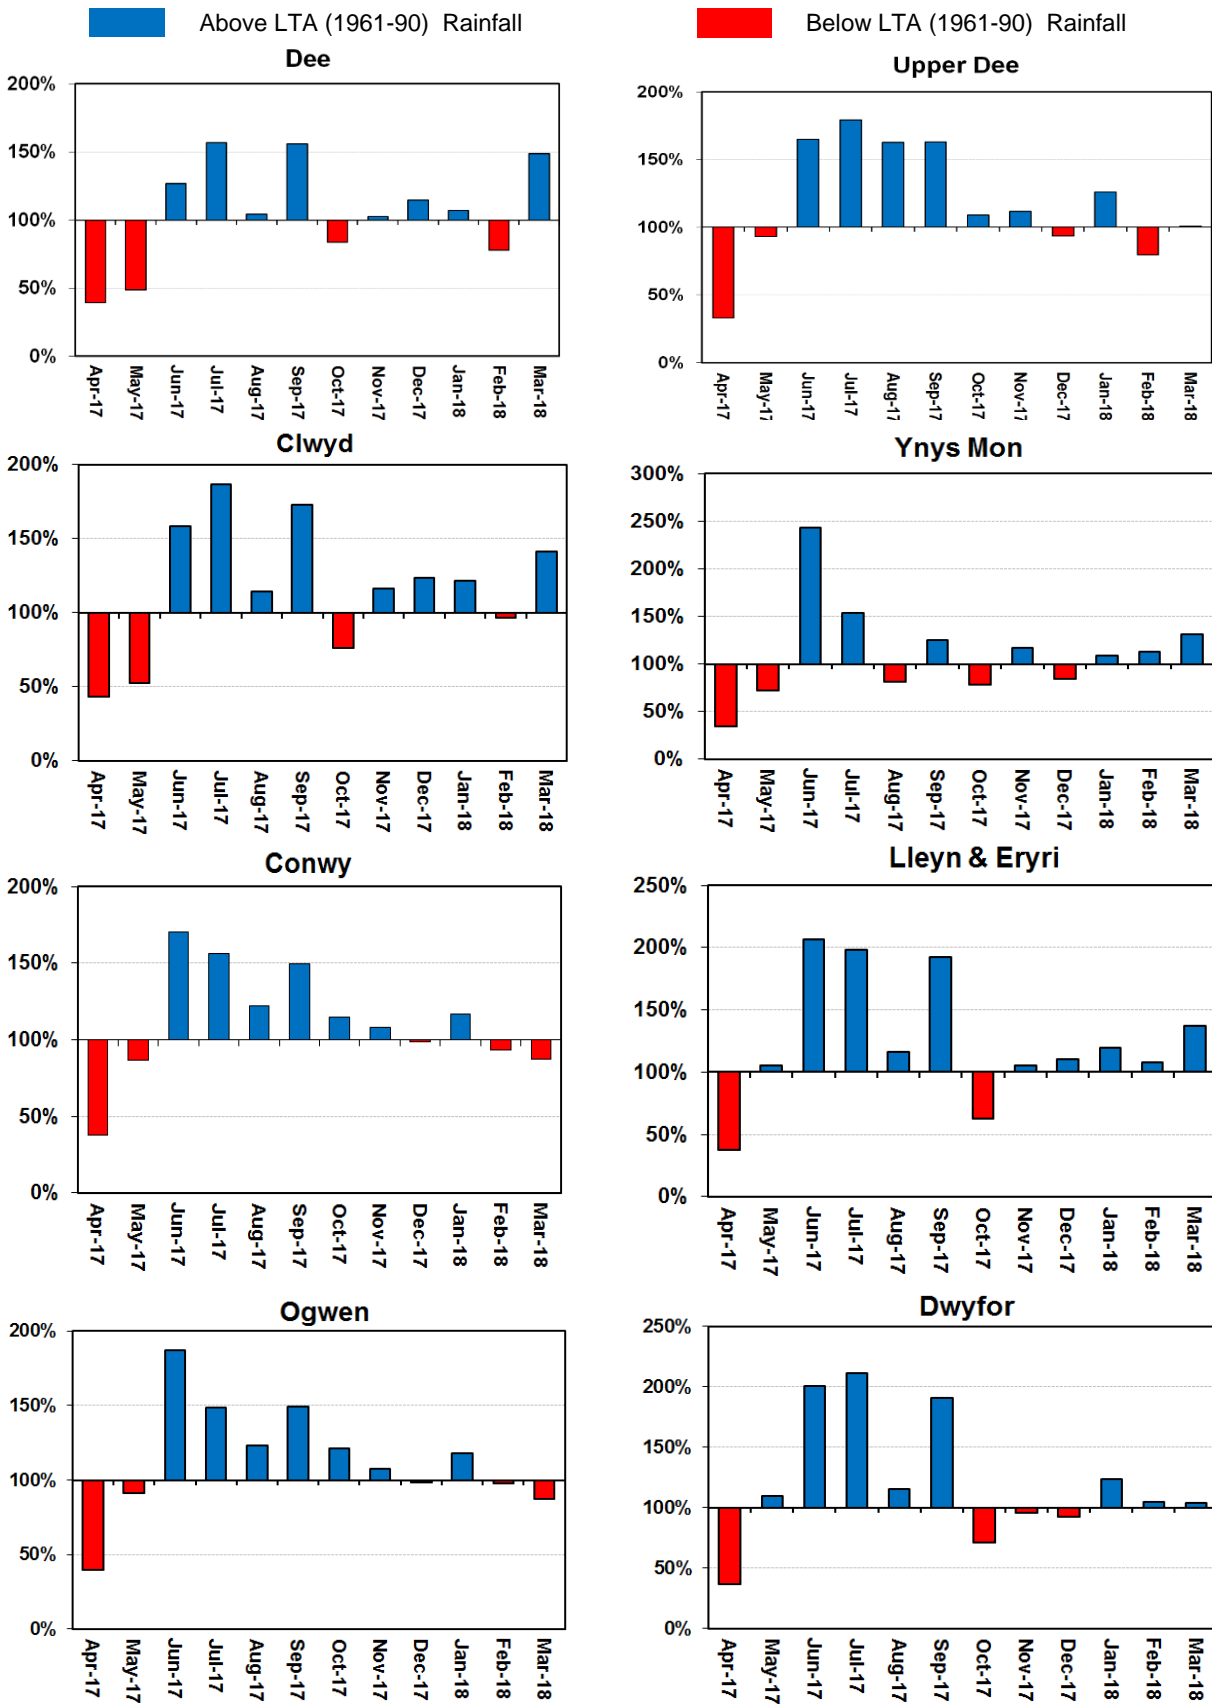 Above LTA (1961-90) Rainfall
Below LTA (1961-90) Rainfall
Dee
200%
150%
100%
50%
0%
Apr-17
May-17
Jun-17
Jul-17
Aug-17
Sep-17
Oct-17
Nov-17
Dec-17
Jan-18
Feb-18
Mar-18
Upper Dee
200%
150%
100%
50%
0%
Apr-17
May-17
Jun-17
Jul-17
Aug-17
Sep-17
Oct-17
Nov-17
Dec-17
Jan-18
Feb-18
Mar-18
Clwyd
200%
150%
100%
50%
0%
Apr-17
May-17
Jun-17
Jul-17
Aug-17
Sep-17
Oct-17
Nov-17
Dec-17
Jan-18
Feb-18
Mar-18
Ynys Mon
300%
250%
200%
150%
100%
50%
0%
Apr-17
May-17
Jun-17
Jul-17
Aug-17
Sep-17
Oct-17
Nov-17
Dec-17
Jan-18
Feb-18
Mar-18
Conwy
200%
150%
100%
50%
0%
Apr-17
May-17
Jun-17
Jul-17
Aug-17
Sep-17
Oct-17
Nov-17
Dec-17
Jan-18
Feb-18
Mar-18
Lleyn & Eryri
250%
200%
150%
100%
50%
0%
Apr-17
May-17
Jun-17
Jul-17
Aug-17
Sep-17
Oct-17
Nov-17
Dec-17
Jan-18
Feb-18
Mar-18
Ogwen
200%
150%
100%
50%
0%
Apr-17
May-17
Jun-17
Jul-17
Aug-17
Sep-17
Oct-17
Nov-17
Dec-17
Jan-18
Feb-18
Mar-18
Dwyfor
250%
200%
150%
100%
50%
0%
Apr-17
May-17
Jun-17
Jul-17
Aug-17
Sep-17
Oct-17
Nov-17
Dec-17
Jan-18
Feb-18
Mar-18